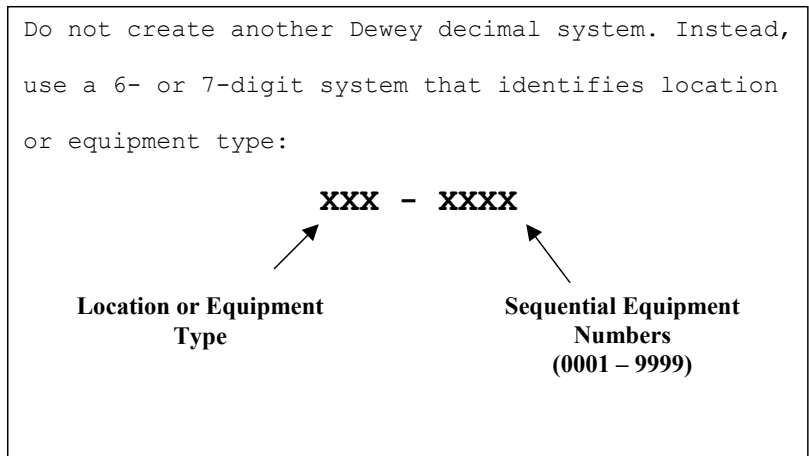 Do not create another Dewey decimal system. Instead,
use a 6- or 7-digit system that identifies location
or equipment type:
XXX - XXXX
Location or Equipment
Type
Sequential Equipment
Numbers
(0001 – 9999)